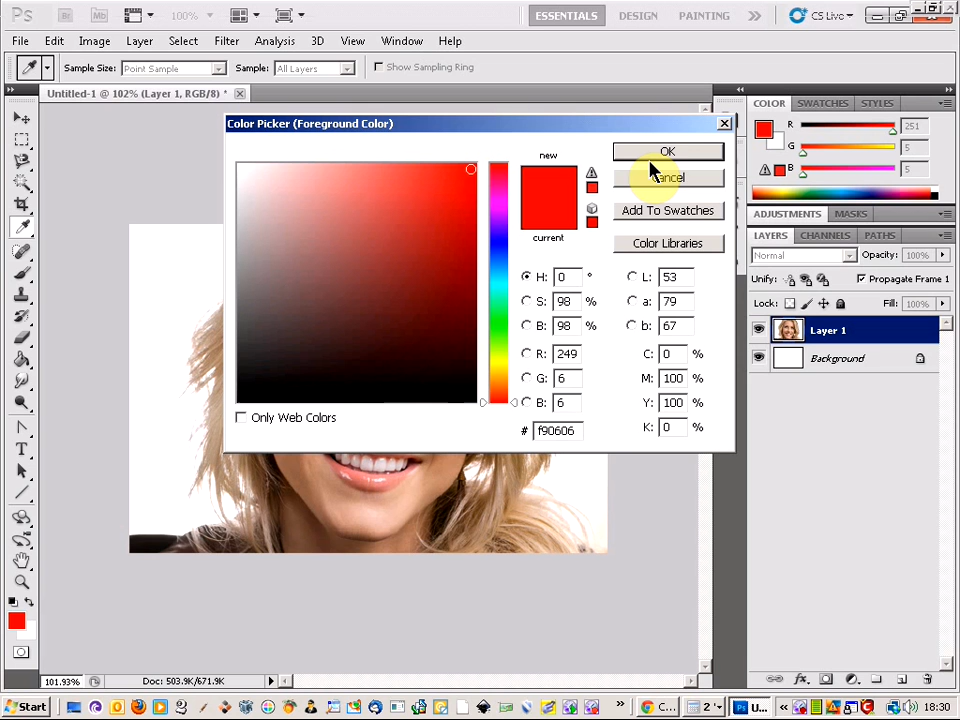 Ps Br Mb 100% ESSENTIALS DESIGN PAINTING CS Live
File Edit Image Layer Select Filter Analysis 3D View Window Help
Sample Size: Point Sample Sample: All Layers Show Sampling Ring
Untitled-1 @ 102% (Layer 1, RGB/8) *
COLOR SWATCHES STYLES
R 251
G 5
B 5
Color Picker (Foreground Color)
new
current
OK
Cancel
Add To Swatches
Color Libraries
H: 0 °
S: 98 %
B: 98 %
R: 249
G: 6
B: 6
# f90606
L: 53
a: 79
b: 67
C: 0 %
M: 100 %
Y: 100 %
K: 0 %
Only Web Colors
ADJUSTMENTS MASKS
LAYERS CHANNELS PATHS
Normal Opacity: 100%
Unify: Propagate Frame 1
Lock: Fill: 100%
Layer 1
Background
101.93% Doc: 503.9K/671.9K
Start C... 2 U... 18:30